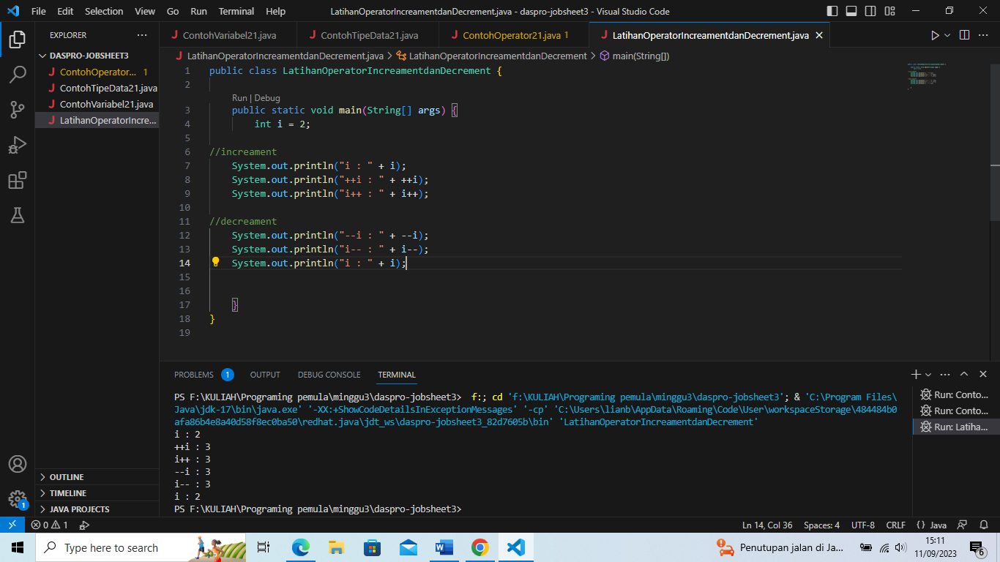 File Edit Selection View Go Run Terminal Help LatihanOperatorIncreamentdanDecrement.java - daspro-jobsheet3 - Visual Studio Code
EXPLORER
ContohVariabel21.java ContohTipeData21.java ContohOperator21.java 1 LatihanOperatorIncreamentdanDecrement.java
DASPRO-JOBSHEET3
ContohOperator... 1
ContohTipeData21.java
ContohVariabel21.java
LatihanOperatorIncre...
OUTLINE
TIMELINE
JAVA PROJECTS
LatihanOperatorIncreamentdanDecrement.java > LatihanOperatorIncreamentdanDecrement > main(String[])
1 public class LatihanOperatorIncreamentdanDecrement {
2
Run | Debug
3 public static void main(String[] args) {
4 int i = 2;
5
6 //increament
7 System.out.println("i : " + i);
8 System.out.println("++i : " + ++i);
9 System.out.println("i++ : " + i++);
10
11 //decreament
12 System.out.println("--i : " + --i);
13 System.out.println("i-- : " + i--);
14 System.out.println("i : " + i);
15
16
17 }
18 }
19
PROBLEMS 1 OUTPUT DEBUG CONSOLE TERMINAL
PS F:\KULIAH\Programing pemula\minggu3\daspro-jobsheet3> f:; cd 'f:\KULIAH\Programing pemula\minggu3\daspro-jobsheet3'; & 'C:\Program Files\
Java\jdk-17\bin\java.exe' '-XX:+ShowCodeDetailsInExceptionMessages' '-cp' 'C:\Users\lianb\AppData\Roaming\Code\User\workspaceStorage\484484b0
afa86b4e8a40d58f8ec0ba50\redhat.java\jdt_ws\daspro-jobsheet3_82d7605b\bin' 'LatihanOperatorIncreamentdanDecrement'
i : 2
++i : 3
i++ : 3
--i : 3
i-- : 3
i : 2
PS F:\KULIAH\Programing pemula\minggu3\daspro-jobsheet3>
Run: Conto...
Run: Conto...
Run: Latiha...
1
0 1 Ln 14, Col 36 Spaces: 4 UTF-8 CRLF {} Java
Type here to search Penutupan jalan di Ja... 15:11
11/09/2023 6